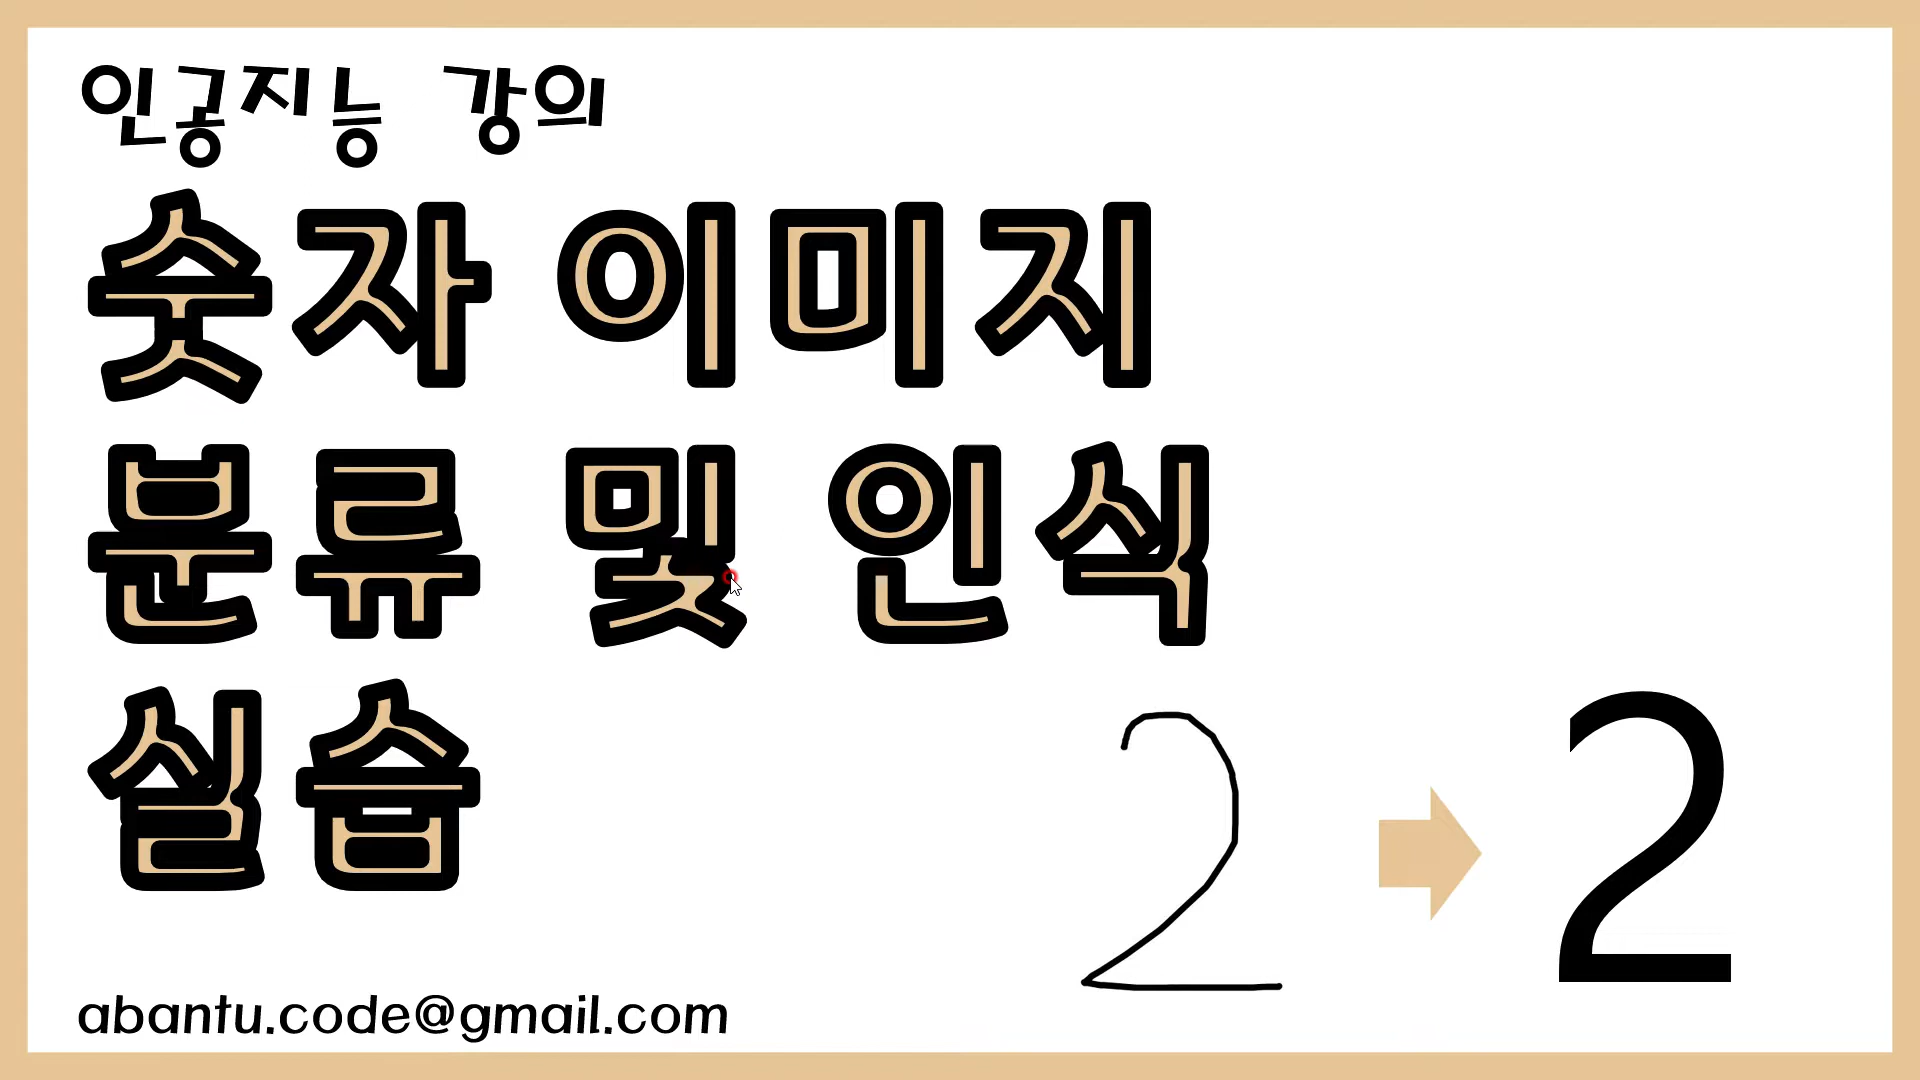 인공지능 강의
숫자 이미지
분류 및 인식
실습
2 2
abantu.code@gmail.com